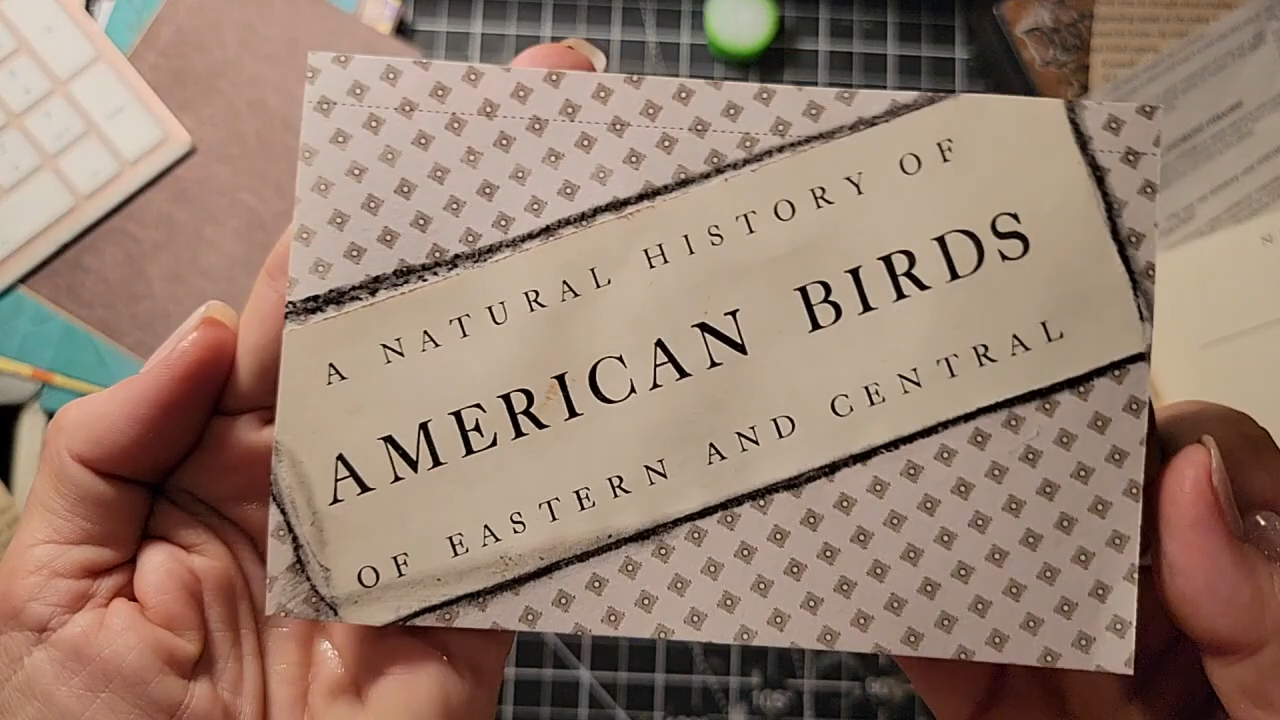 A NATURAL HISTORY OF
AMERICAN BIRDS
OF EASTERN AND CENTRAL